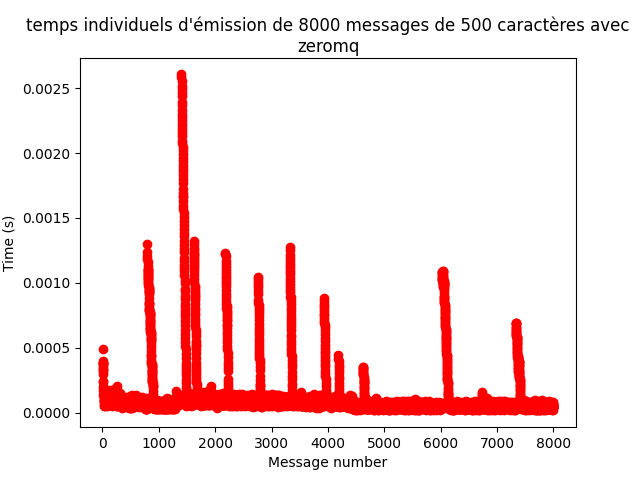 temps individuels d'émission de 8000 messages de 500 caractères avec
zeromq
0.0025
0.0020
0.0015
0.0010
0.0005
0.0000
Time (s)
0 1000 2000 3000 4000 5000 6000 7000 8000
Message number